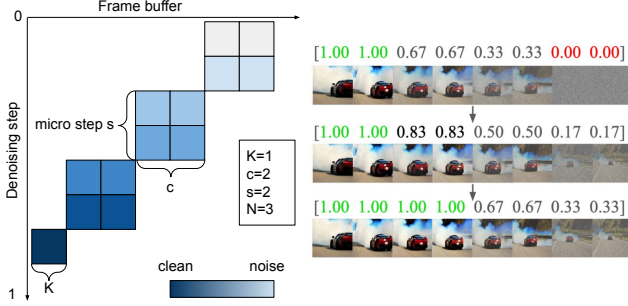 Frame buffer
0
Denoising step
micro step s
c
K=1
c=2
s=2
N=3
K
clean noise
1
[1.00 1.00 0.67 0.67 0.33 0.33 0.00 0.00]
[1.00 1.00 0.83 0.83 0.50 0.50 0.17 0.17]
[1.00 1.00 1.00 1.00 0.67 0.67 0.33 0.33]